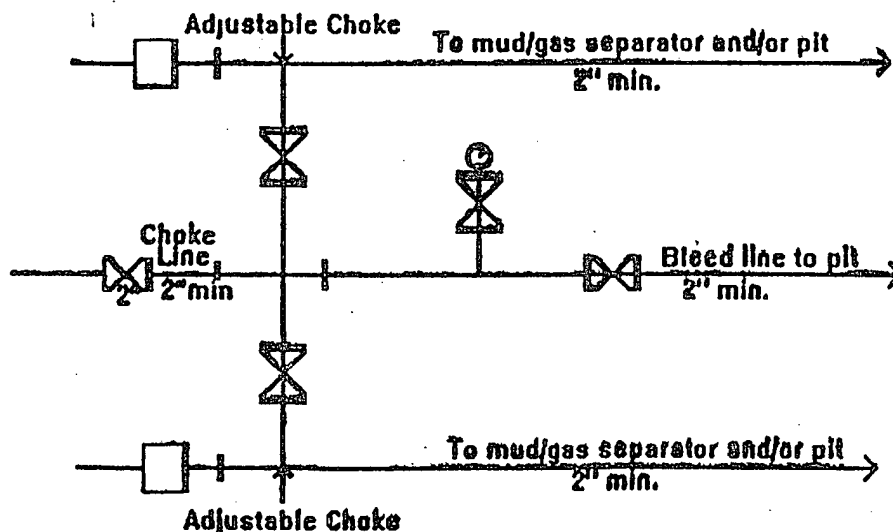 Adjustable Choke
To mud/gas separator and/or pit
2" min.
Choke
Line
2" 2" min
Bleed line to pit
2" min.
To mud/gas separator and/or pit
2" min.
Adjustable Choke